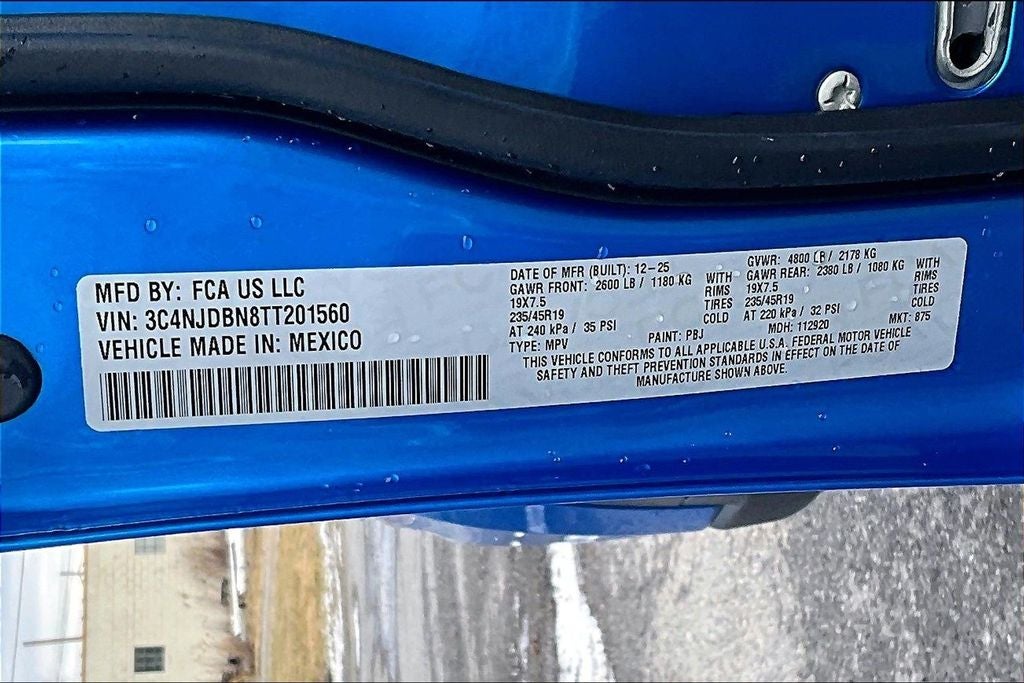 MFD BY: FCA US LLC
VIN: 3C4NJDBN8TT201560
VEHICLE MADE IN: MEXICO
DATE OF MFR (BUILT): 12-25
GAWR FRONT: 2600 LB / 1180 KG WITH
19X7.5 RIMS
235/45R19 TIRES
AT 240 kPa / 35 PSI COLD
TYPE: MPV PAINT: PBJ
GVWR: 4800 LB / 2178 KG
GAWR REAR: 2380 LB / 1080 KG WITH
19X7.5 RIMS
235/45R19 TIRES
AT 220 kPa / 32 PSI COLD
MDH: 112920 MKT: 875
THIS VEHICLE CONFORMS TO ALL APPLICABLE U.S.A. FEDERAL MOTOR VEHICLE
SAFETY AND THEFT PREVENTION STANDARDS IN EFFECT ON THE DATE OF
MANUFACTURE SHOWN ABOVE.